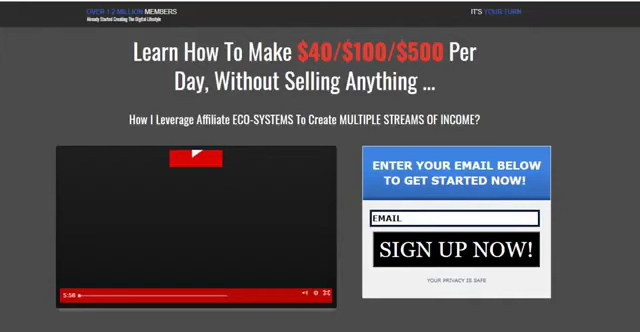 OVER 1.2 MILLION MEMBERS
Already Started Creating The Digital Lifestyle
IT'S YOUR TURN
Learn How To Make $40/$100/$500 Per
Day, Without Selling Anything ...
How I Leverage Affiliate ECO-SYSTEMS To Create MULTIPLE STREAMS OF INCOME?
ENTER YOUR EMAIL BELOW
TO GET STARTED NOW!
EMAIL
SIGN UP NOW!
YOUR PRIVACY IS SAFE
5:58